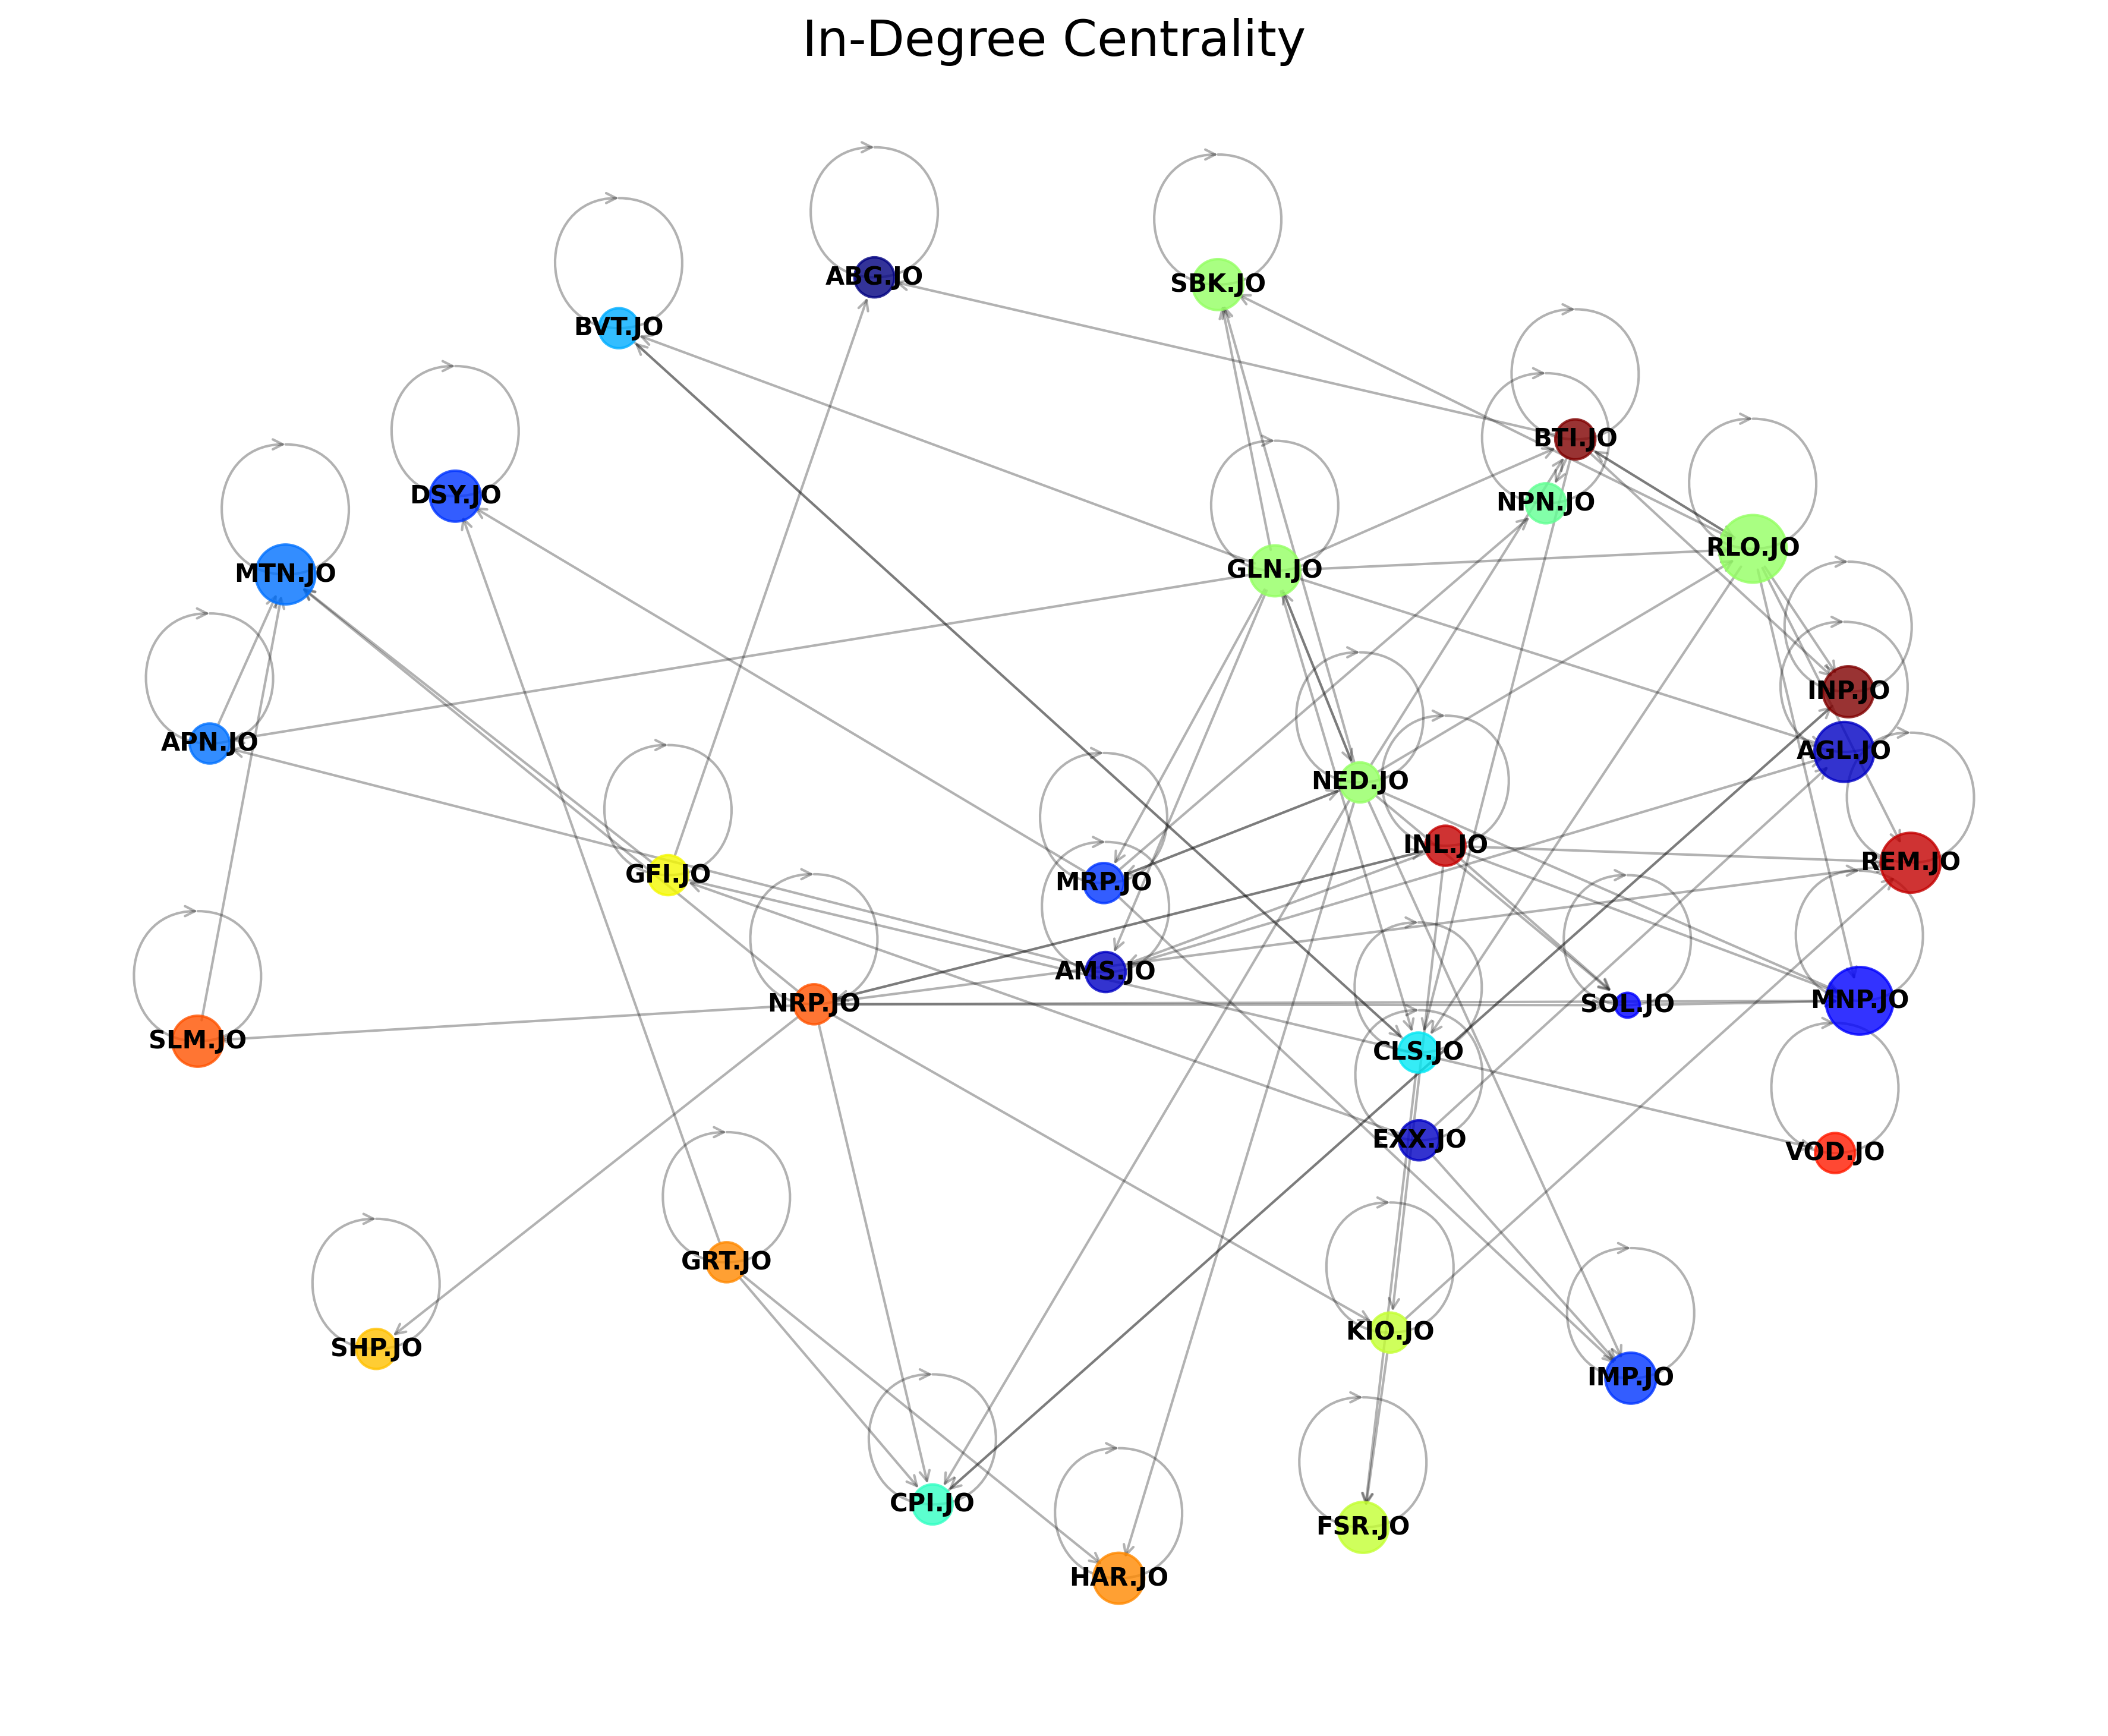 In-Degree Centrality
ABG.JO
SBK.JO
BVT.JO
BTI.JO
DSY.JO
NPN.JO
RLO.JO
MTN.JO
GLN.JO
INP.JO
APN.JO
AGL.JO
NED.JO
INL.JO
REM.JO
GFI.JO
MRP.JO
AMS.JO
NRP.JO
SOL.JO
MNP.JO
SLM.JO
CLS.JO
EXX.JO
VOD.JO
GRT.JO
KIO.JO
SHP.JO
IMP.JO
CPI.JO
FSR.JO
HAR.JO